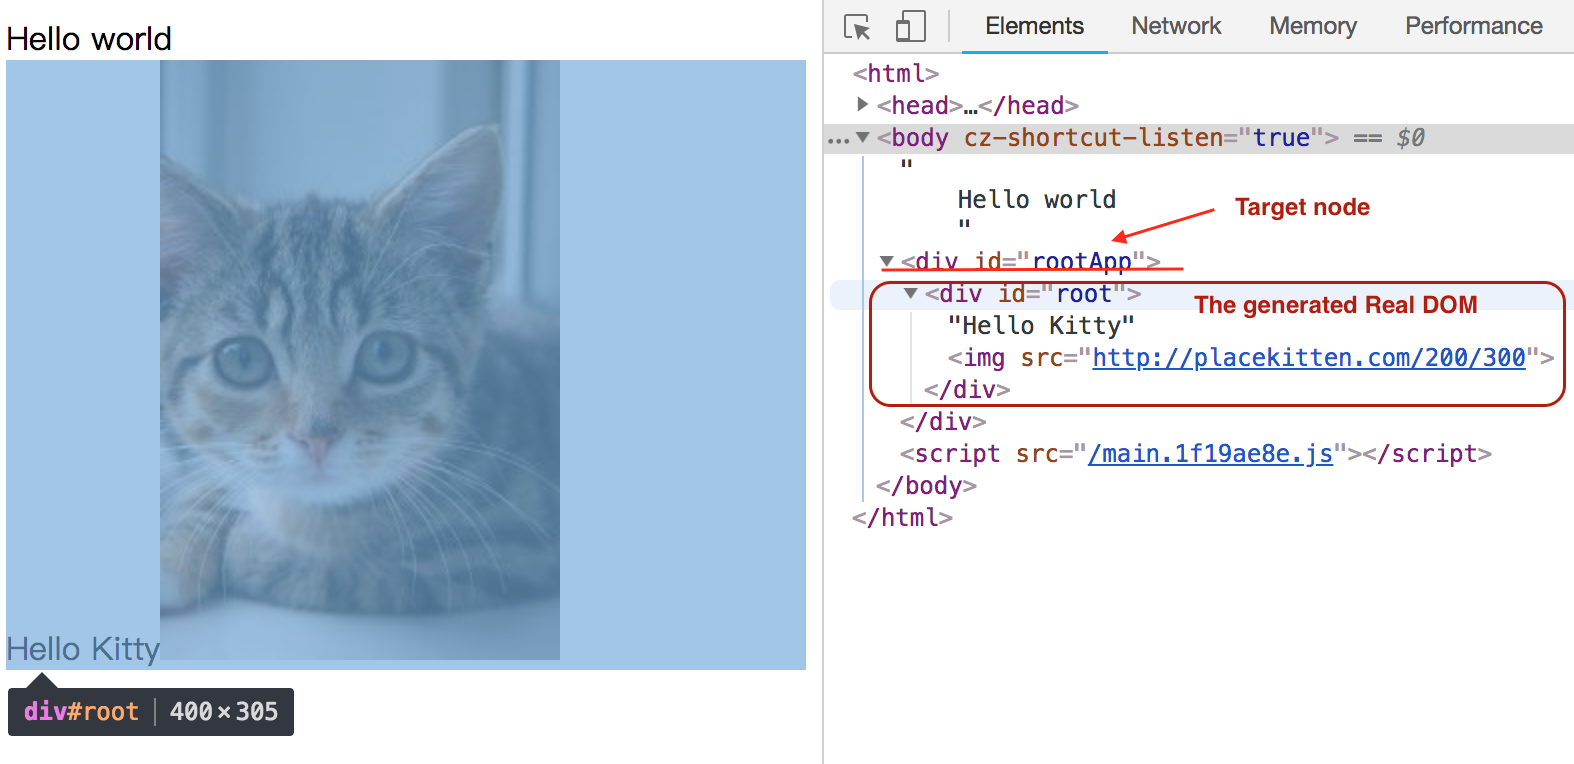 Hello world
Hello Kitty
div#root | 400×305
Elements Network Memory Performance
<html>
<head>…</head>
…<body cz-shortcut-listen="true"> == $0
"
Hello world
"
Target node
<div id="rootApp">
<div id="root">
The generated Real DOM
"Hello Kitty"
<img src="http://placekitten.com/200/300">
</div>
</div>
<script src="/main.1f19ae8e.js"></script>
</body>
</html>